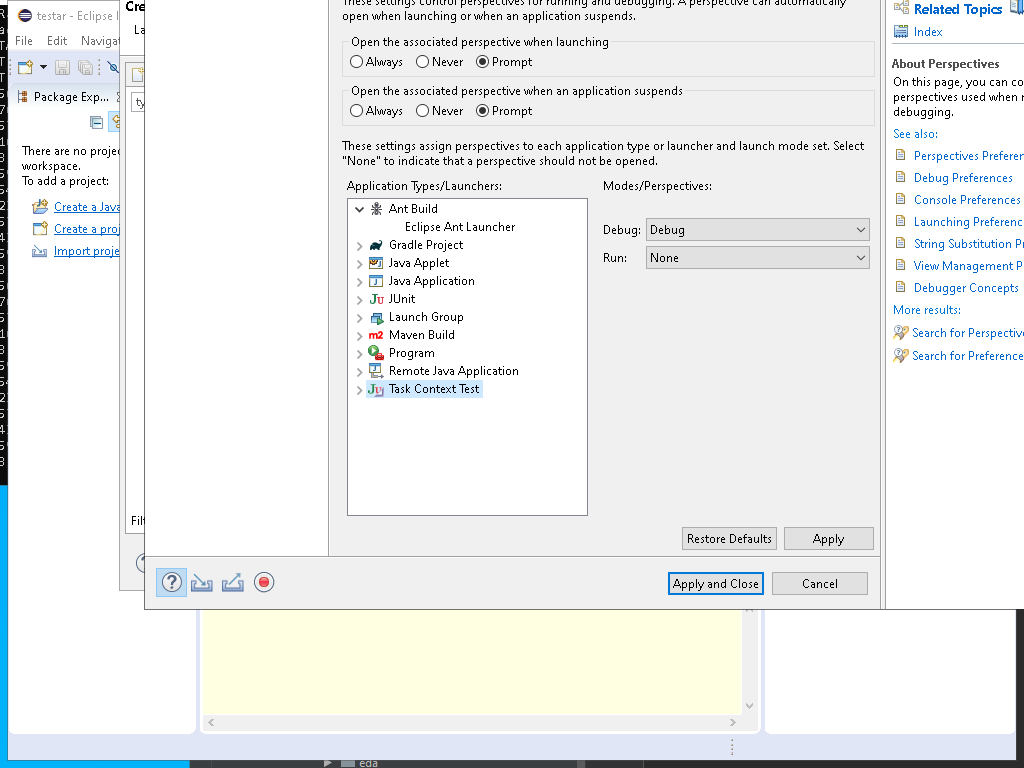 testar - Eclipse I
File Edit Naviga
Package Exp...
There are no proje
workspace.
To add a project:
Create a Java
Create a proj
Import proje
Cre
La
ty
Filt
These settings control perspectives for running and debugging. A perspective can automatically
open when launching or when an application suspends.
Open the associated perspective when launching
Always Never Prompt
Open the associated perspective when an application suspends
Always Never Prompt
These settings assign perspectives to each application type or launcher and launch mode set. Select
"None" to indicate that a perspective should not be opened.
Application Types/Launchers:
Modes/Perspectives:
Ant Build
Eclipse Ant Launcher
Gradle Project
Java Applet
Java Application
JUnit
Launch Group
Maven Build
Program
Remote Java Application
Task Context Test
Debug: Debug
Run: None
Restore Defaults Apply
Apply and Close Cancel
Related Topics
Index
About Perspectives
On this page, you can co
perspectives used when r
debugging.
See also:
Perspectives Preferen
Debug Preferences
Console Preferences
Launching Preferenc
String Substitution Pr
View Management P
Debugger Concepts
More results:
Search for Perspective
Search for Preference
eda